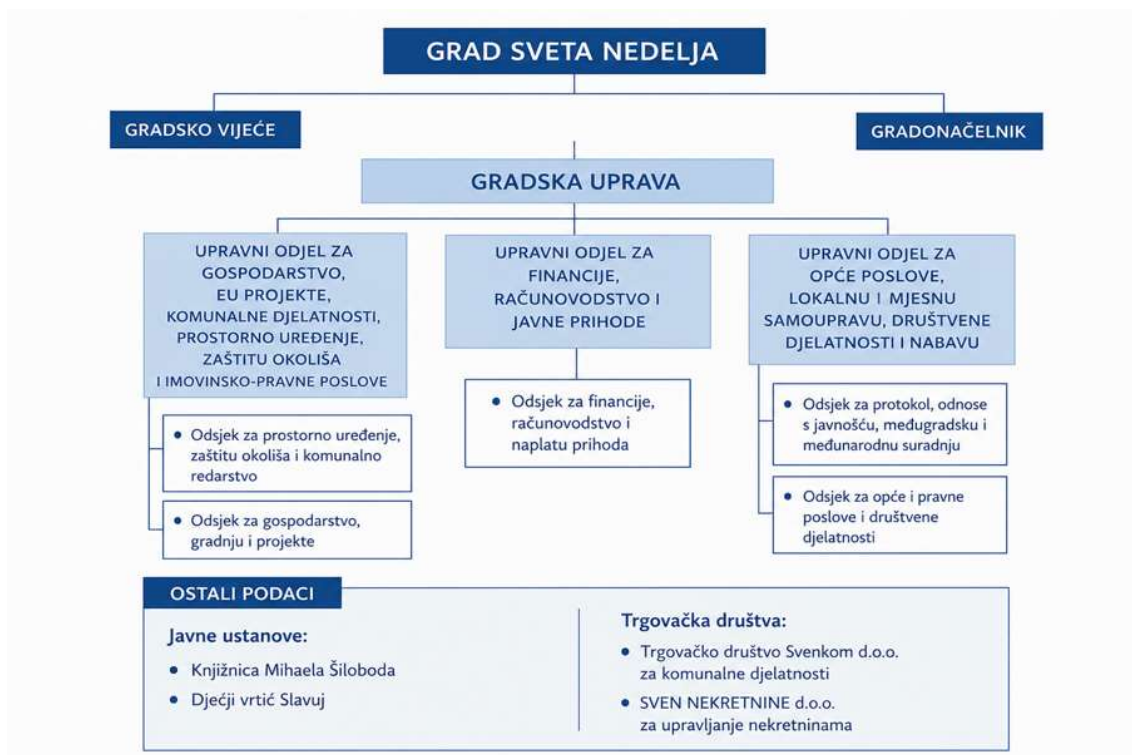 GRAD SVETA NEDELJA
GRADSKO VIJEĆE
GRADONAČELNIK
GRADSKA UPRAVA
UPRAVNI ODJEL ZA
GOSPODARSTVO,
EU PROJEKTE,
KOMUNALNE DJELATNOSTI,
PROSTORNO UREĐENJE,
ZAŠTITU OKOLIŠA
I IMOVINSKO-PRAVNE POSLOVE
• Odsjek za prostorno uređenje,
zaštitu okoliša i komunalno
redarstvo
• Odsjek za gospodarstvo,
gradnju i projekte
UPRAVNI ODJEL ZA
FINANCIJE,
RAČUNOVODSTVO I
JAVNE PRIHODE
• Odsjek za financije,
računovodstvo i
naplatu prihoda
UPRAVNI ODJEL ZA
OPĆE POSLOVE,
LOKALNU I MJESNU
SAMOUPRAVU, DRUŠTVENE
DJELATNOSTI I NABAVU
• Odsjek za protokol, odnose
s javnošću, međugradsku i
međunarodnu suradnju
• Odsjek za opće i pravne
poslove i društvene
djelatnosti
OSTALI PODACI
Javne ustanove:
• Knjižnica Mihaela Šiloboda
• Djećji vrtić Slavuj
Trgovačka društva:
• Trgovačko društvo Svenkom d.o.o.
za komunalne djelatnosti
• SVEN NEKRETNINE d.o.o.
za upravljanje nekretninama